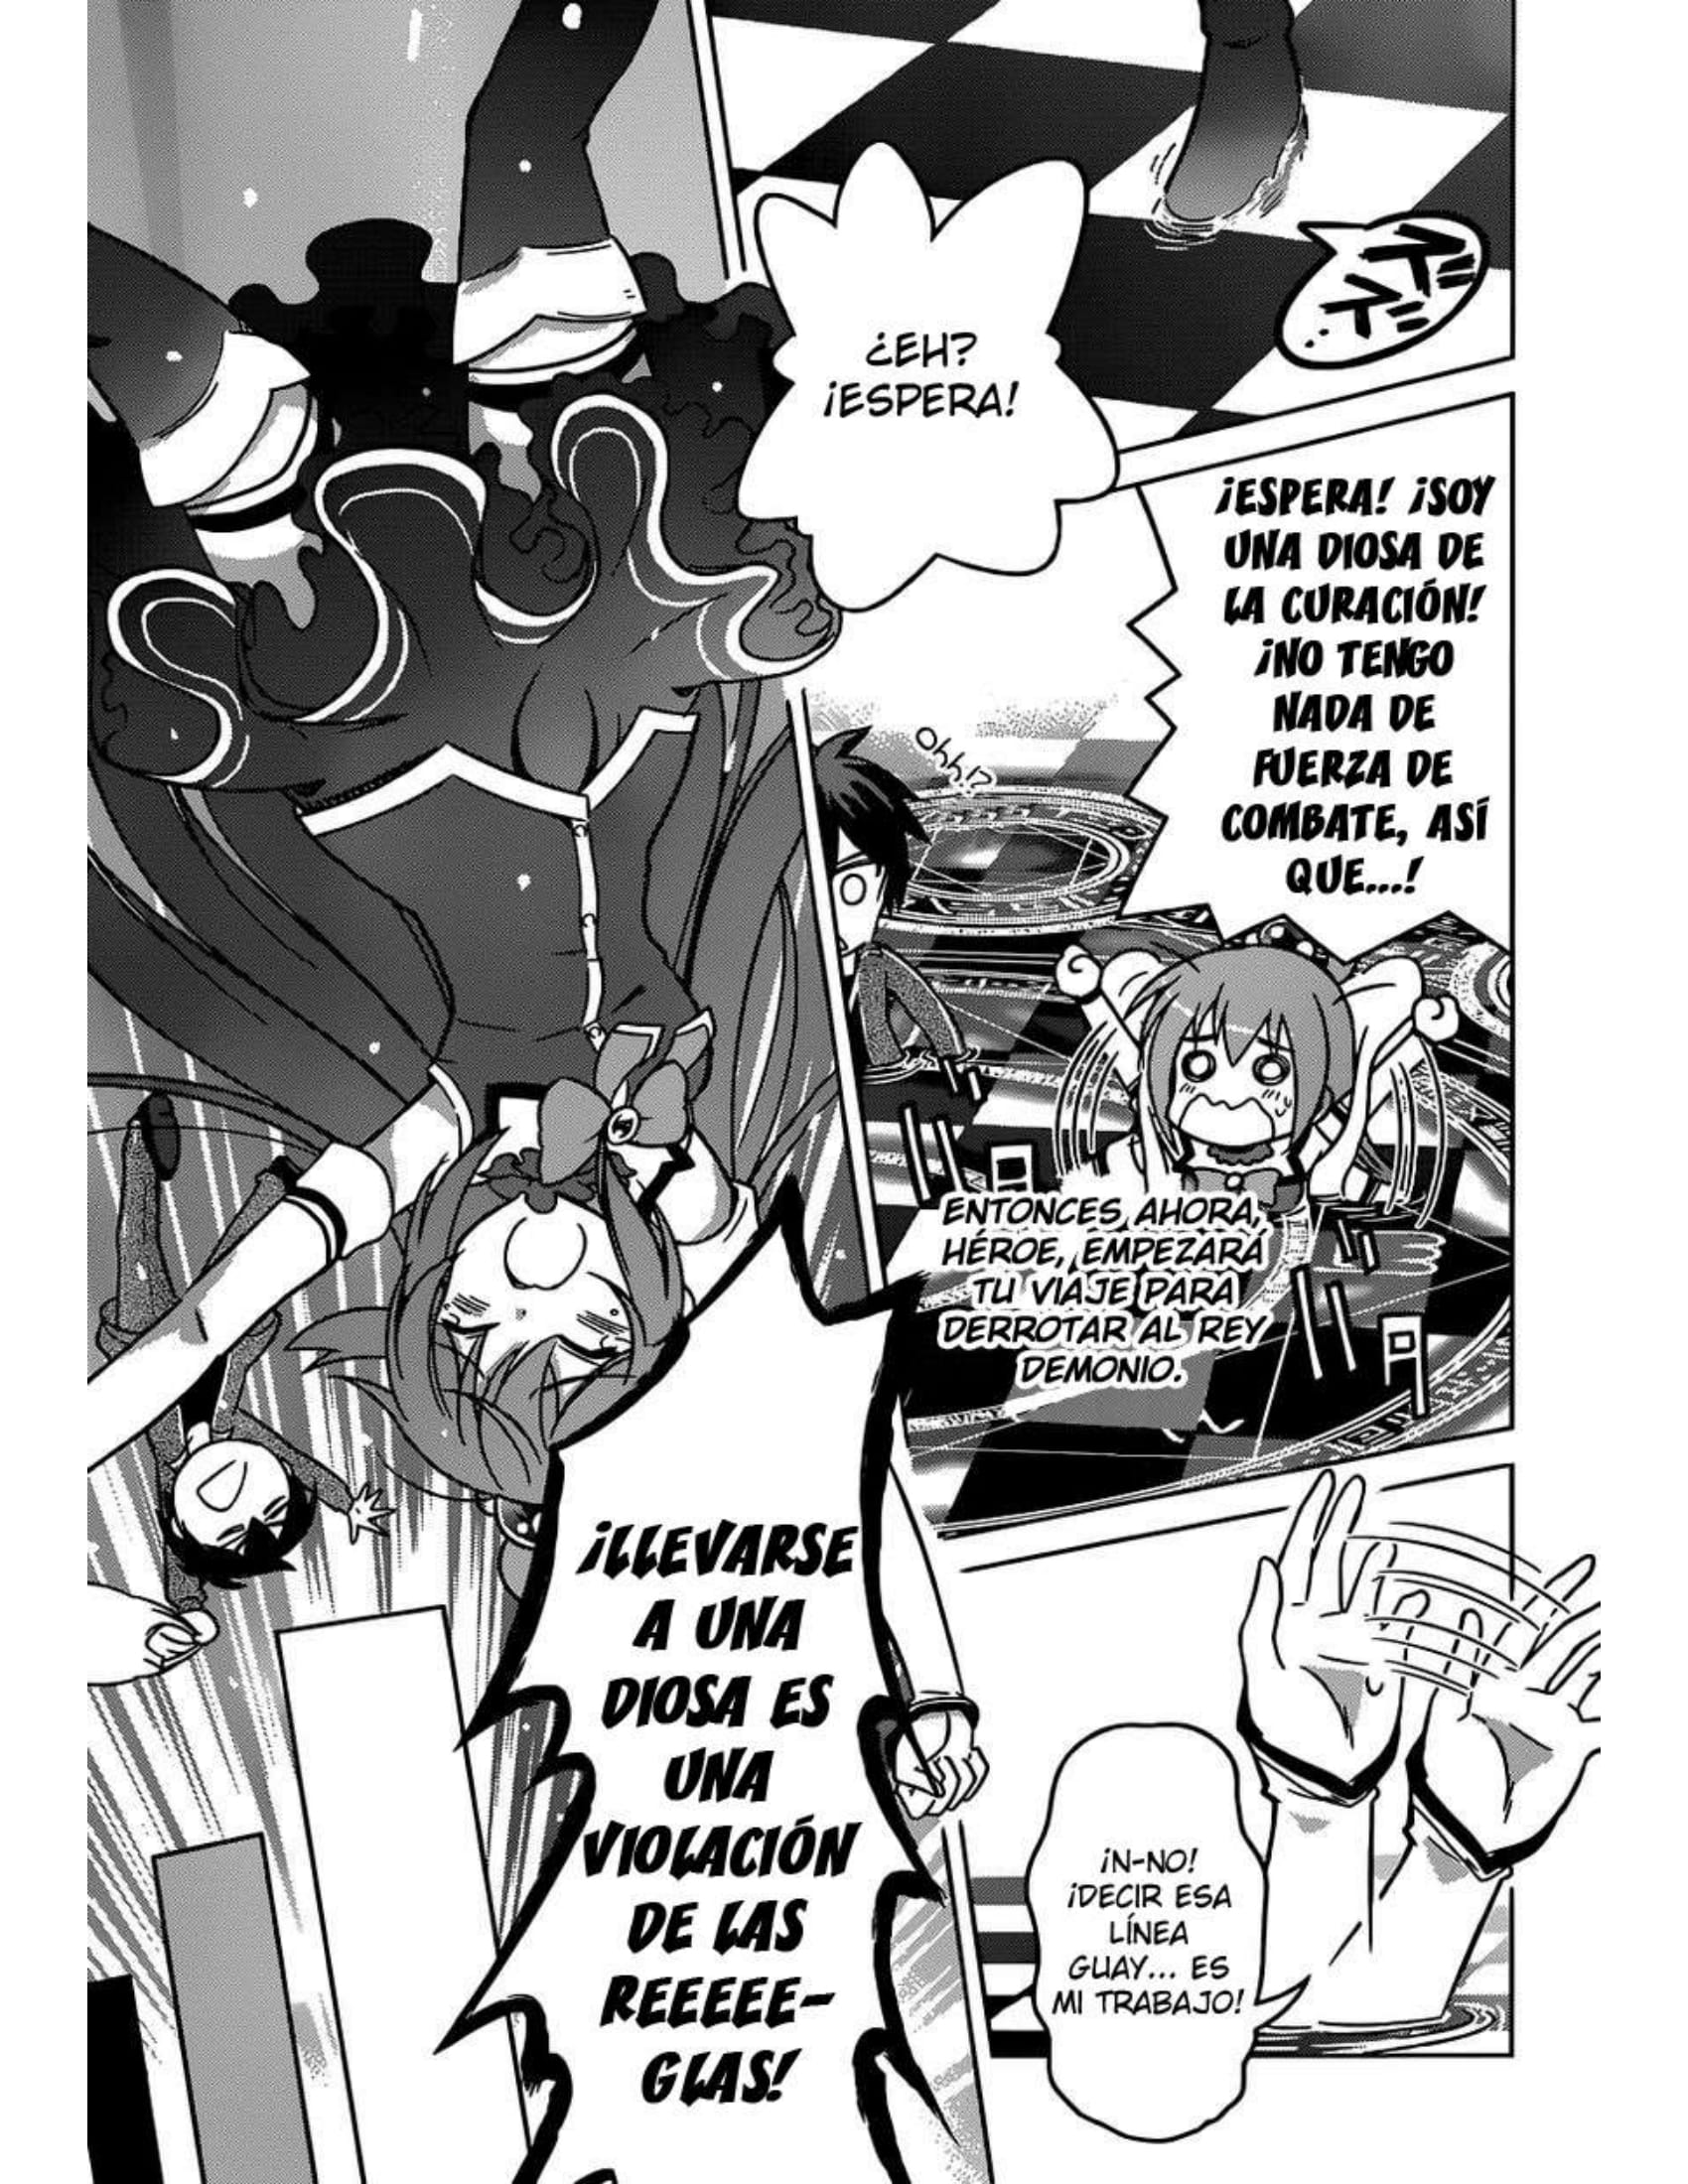 ズズ..
¿EH?
¡ESPERA!
¡ESPERA! ¡SOY
UNA DIOSA DE
LA CURACIÓN!
¡NO TENGO
NADA DE
FUERZA DE
COMBATE, ASÍ
QUE...!
Ohh!?
ENTONCES AHORA,
HÉROE, EMPEZARÁ
TU VIAJE PARA
DERROTAR AL REY
DEMONIO.
¡N-NO!
¡DECIR ESA
LÍNEA
GUAY... ES
MI TRABAJO!
¡LLEVARSE
A UNA
DIOSA ES
UNA
VIOLACIÓN
DE LAS
REEEEE-
GLAS!